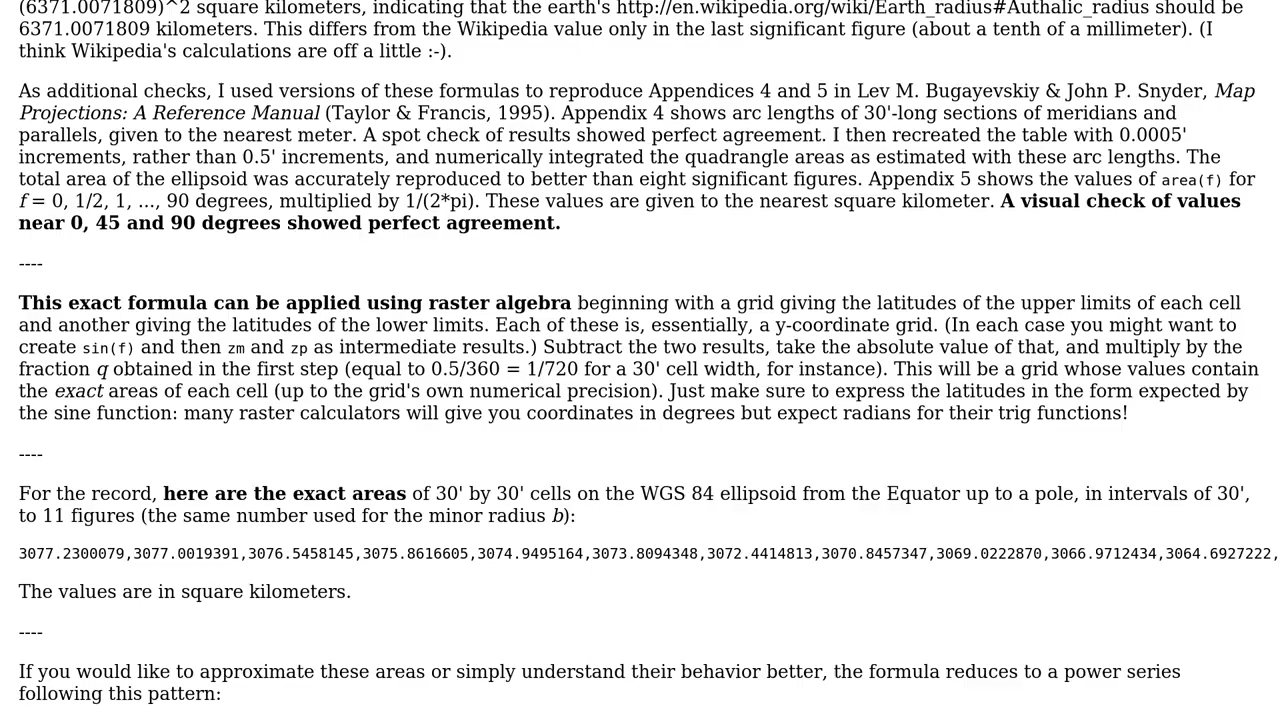 (6371.0071809)^2 square kilometers, indicating that the earth's http://en.wikipedia.org/wiki/Earth_radius#Authalic_radius should be
6371.0071809 kilometers. This differs from the Wikipedia value only in the last significant figure (about a tenth of a millimeter). (I
think Wikipedia's calculations are off a little :-).
As additional checks, I used versions of these formulas to reproduce Appendices 4 and 5 in Lev M. Bugayevskiy & John P. Snyder, Map
Projections: A Reference Manual (Taylor & Francis, 1995). Appendix 4 shows arc lengths of 30'-long sections of meridians and
parallels, given to the nearest meter. A spot check of results showed perfect agreement. I then recreated the table with 0.0005'
increments, rather than 0.5' increments, and numerically integrated the quadrangle areas as estimated with these arc lengths. The
total area of the ellipsoid was accurately reproduced to better than eight significant figures. Appendix 5 shows the values of area(f) for
f = 0, 1/2, 1, ..., 90 degrees, multiplied by 1/(2*pi). These values are given to the nearest square kilometer. A visual check of values
near 0, 45 and 90 degrees showed perfect agreement.
----
This exact formula can be applied using raster algebra beginning with a grid giving the latitudes of the upper limits of each cell
and another giving the latitudes of the lower limits. Each of these is, essentially, a y-coordinate grid. (In each case you might want to
create sin(f) and then zm and zp as intermediate results.) Subtract the two results, take the absolute value of that, and multiply by the
fraction q obtained in the first step (equal to 0.5/360 = 1/720 for a 30' cell width, for instance). This will be a grid whose values contain
the exact areas of each cell (up to the grid's own numerical precision). Just make sure to express the latitudes in the form expected by
the sine function: many raster calculators will give you coordinates in degrees but expect radians for their trig functions!
----
For the record, here are the exact areas of 30' by 30' cells on the WGS 84 ellipsoid from the Equator up to a pole, in intervals of 30',
to 11 figures (the same number used for the minor radius b):
3077.2300079,3077.0019391,3076.5458145,3075.8616605,3074.9495164,3073.8094348,3072.4414813,3070.8457347,3069.0222870,3066.9712434,3064.6927222,
The values are in square kilometers.
----
If you would like to approximate these areas or simply understand their behavior better, the formula reduces to a power series
following this pattern: